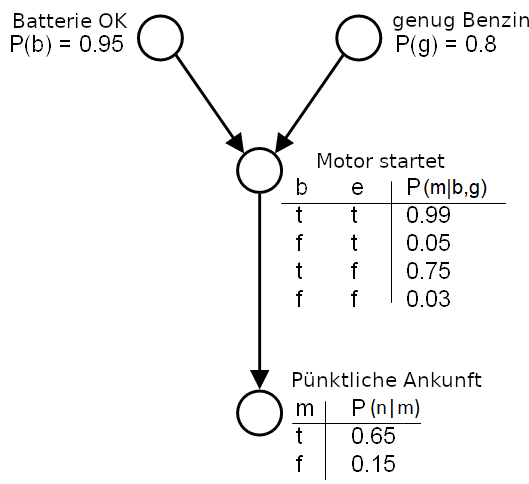 Batterie OK
P(b) = 0.95
genug Benzin
P(g) = 0.8
Motor startet
b e P(m|b,g)
t t 0.99
f t 0.05
t f 0.75
f f 0.03
Pünktliche Ankunft
m P(n|m)
t 0.65
f 0.15